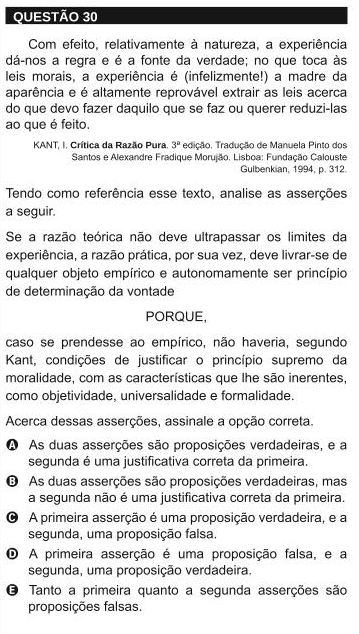 QUESTÃO 30
Com efeito, relativamente à natureza, a experiência
dá-nos a regra e é a fonte da verdade; no que toca às
leis morais, a experiência é (infelizmente!) a madre da
aparência e é altamente reprovável extrair as leis acerca
do que devo fazer daquilo que se faz ou querer reduzi-las
ao que é feito.
KANT, I. Crítica da Razão Pura. 3ª edição. Tradução de Manuela Pinto dos
Santos e Alexandre Fradique Morujão. Lisboa: Fundação Calouste
Gulbenkian, 1994, p. 312.
Tendo como referência esse texto, analise as asserções
a seguir.
Se a razão teórica não deve ultrapassar os limites da
experiência, a razão prática, por sua vez, deve livrar-se de
qualquer objeto empírico e autonomamente ser princípio
de determinação da vontade
PORQUE,
caso se prendesse ao empírico, não haveria, segundo
Kant, condições de justificar o princípio supremo da
moralidade, com as características que lhe são inerentes,
como objetividade, universalidade e formalidade.
Acerca dessas asserções, assinale a opção correta.
A As duas asserções são proposições verdadeiras, e a
segunda é uma justificativa correta da primeira.
B As duas asserções são proposições verdadeiras, mas
a segunda não é uma justificativa correta da primeira.
C A primeira asserção é uma proposição verdadeira, e a
segunda, uma proposição falsa.
D A primeira asserção é uma proposição falsa, e a
segunda, uma proposição verdadeira.
E Tanto a primeira quanto a segunda asserções são
proposições falsas.